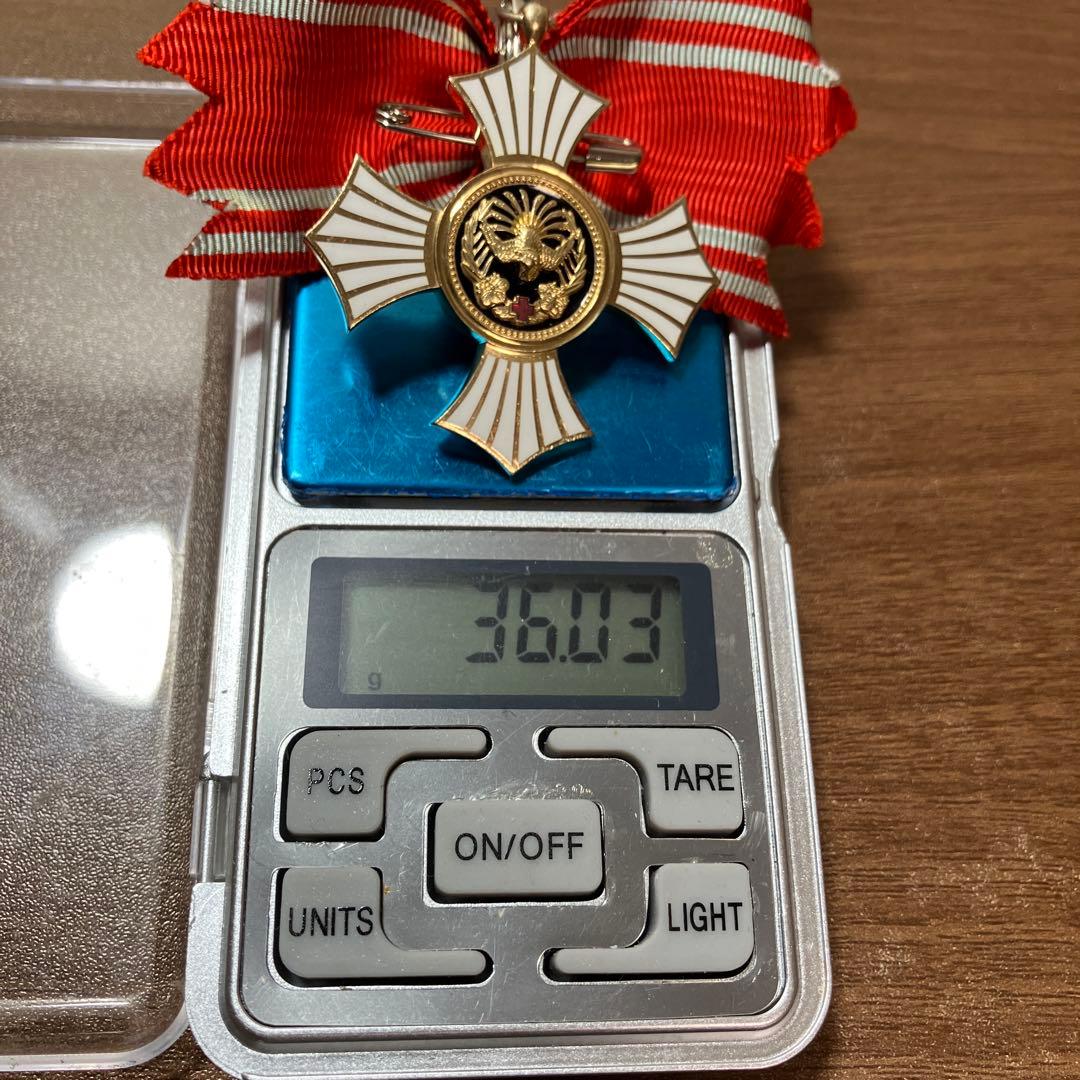 36.03
g
PCS
TARE
ON/OFF
UNITS
LIGHT